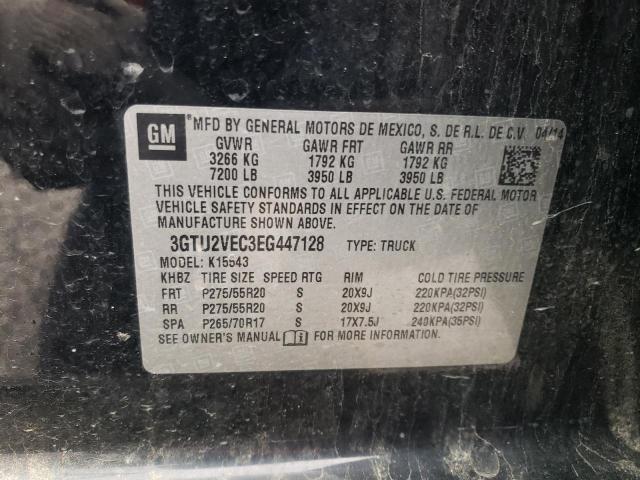 GM ® MFD BY GENERAL MOTORS DE MEXICO, S. DE R.L. DE C.V. 04/14
GVWR GAWR FRT GAWR RR
3266 KG 1792 KG 1792 KG
7200 LB 3950 LB 3950 LB
THIS VEHICLE CONFORMS TO ALL APPLICABLE U.S. FEDERAL MOTOR
VEHICLE SAFETY STANDARDS IN EFFECT ON THE DATE OF
MANUFACTURE SHOWN ABOVE.
3GTU2VEC3EG447128 TYPE: TRUCK
MODEL: K15543
KHBZ TIRE SIZE SPEED RTG RIM COLD TIRE PRESSURE
FRT P275/55R20 S 20X9J 220KPA(32PSI)
RR P275/55R20 S 20X9J 220KPA(32PSI)
SPA P265/70R17 S 17X7.5J 240KPA(35PSI)
SEE OWNER'S MANUAL i FOR MORE INFORMATION.